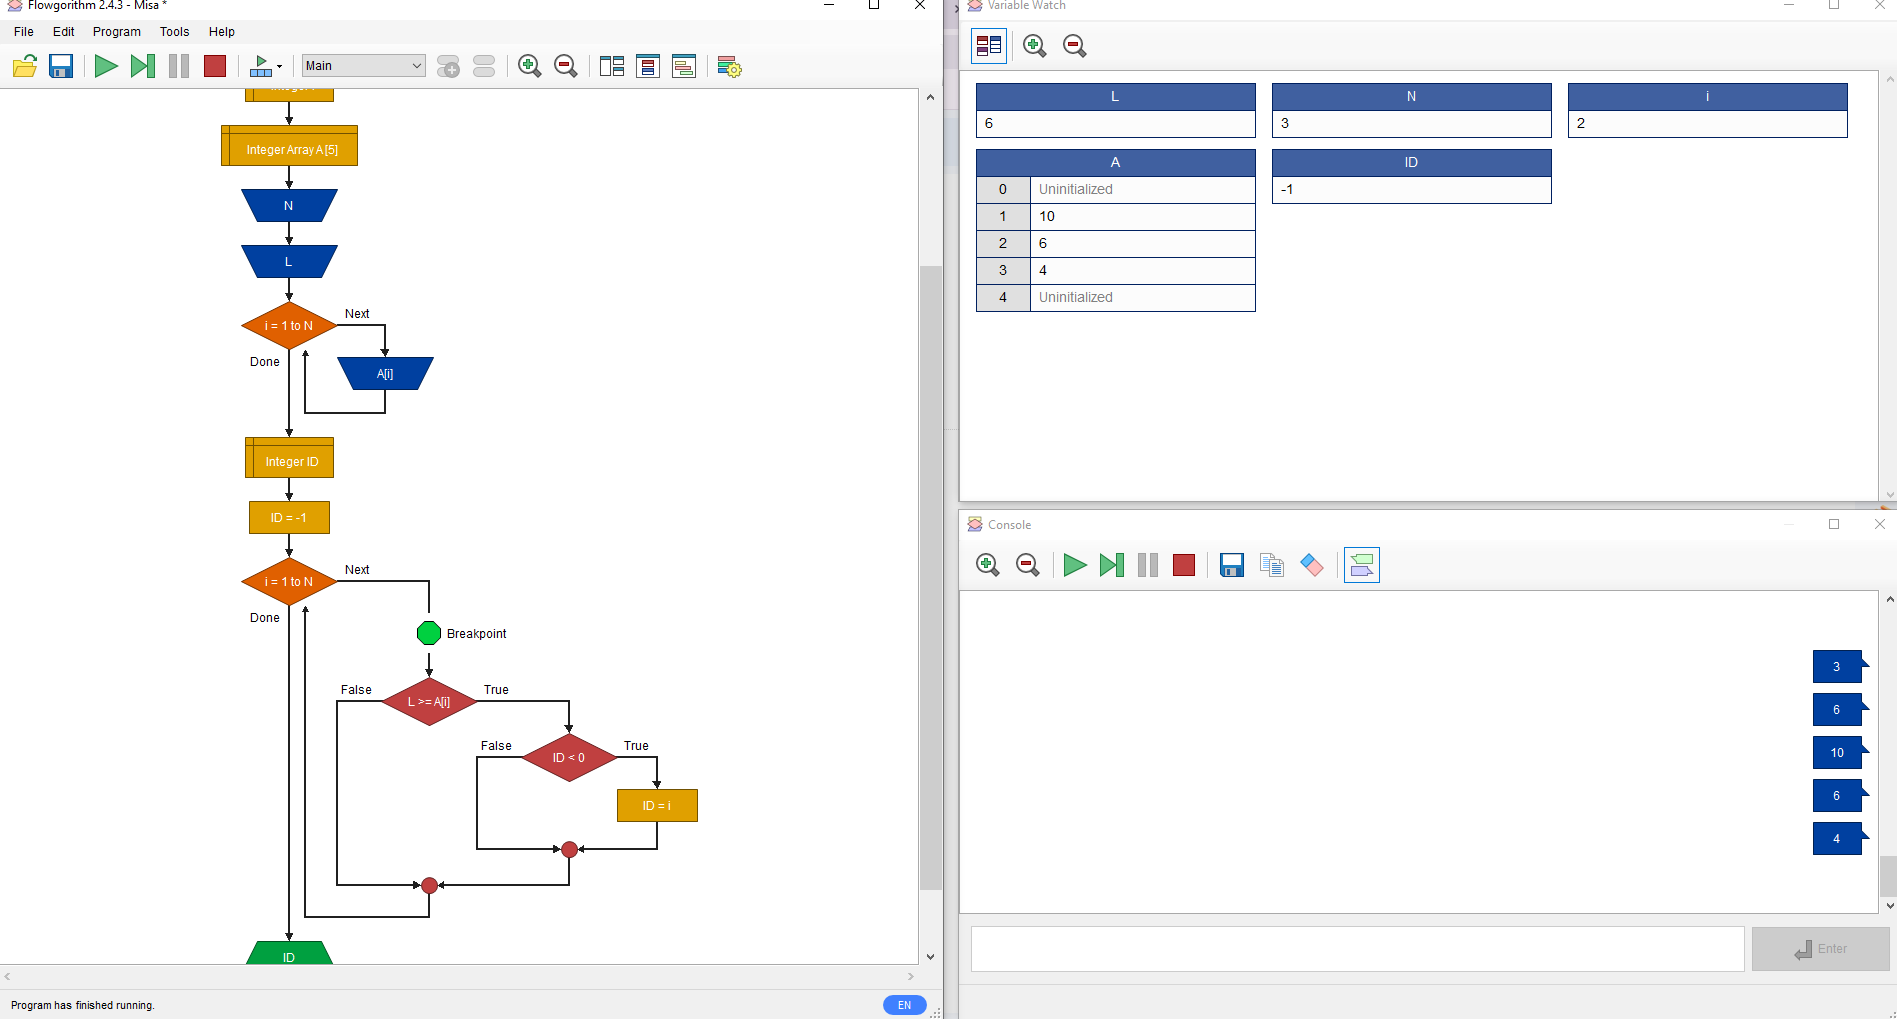 Flowgorithm 2.4.3 - Misa *
File Edit Program Tools Help
Main
Integer Array A[5]
N
L
i = 1 to N
Next
Done
A[i]
Integer ID
ID = -1
i = 1 to N
Next
Done
Breakpoint
False
L >= A[i]
True
False
ID < 0
True
ID = i
ID
Program has finished running.
EN
Variable Watch
L
6
N
3
i
2
A
0 Uninitialized
1 10
2 6
3 4
4 Uninitialized
ID
-1
Console
3
6
10
6
4
Enter